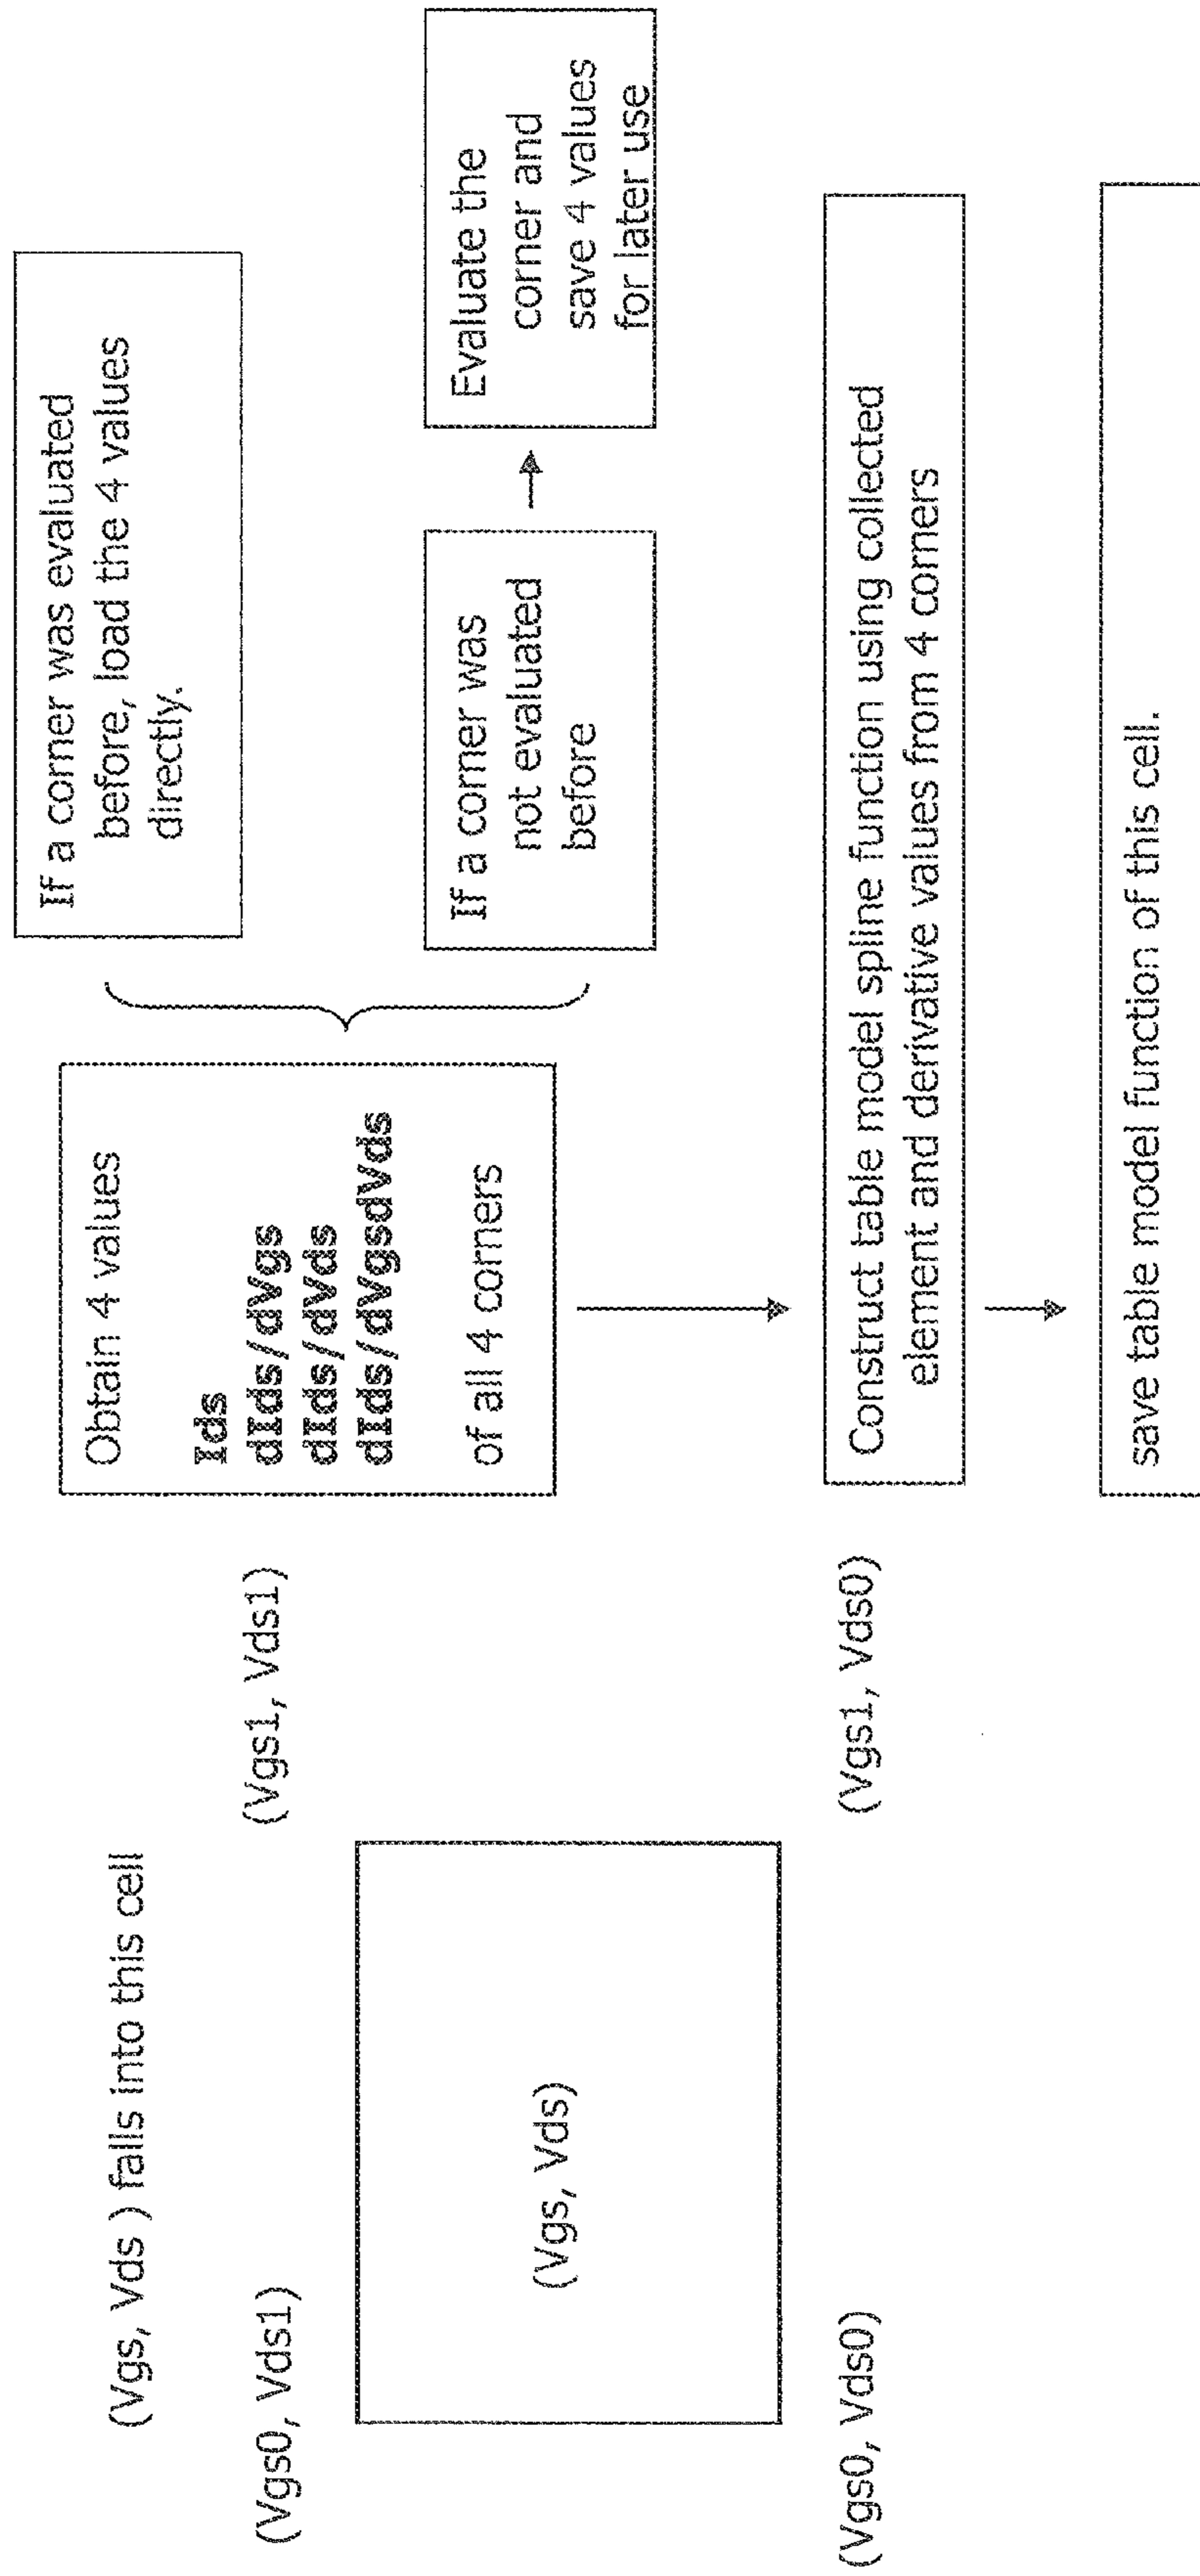 (Vgs, Vds ) falls into this cell
(Vgs0, Vds1)
(Vgs1, Vds1)
(Vgs, Vds)
(Vgs0, Vds0)
(Vgs1, Vds0)
Obtain 4 values
Ids
dIds/dVgs
dIds/dVds
dIds/dVgsdVds
of all 4 corners
If a corner was evaluated
before, load the 4 values
directly.
If a corner was
not evaluated
before
Evaluate the
corner and
save 4 values
for later use
Construct table model spline function using collected
element and derivative values from 4 corners
save table model function of this cell.